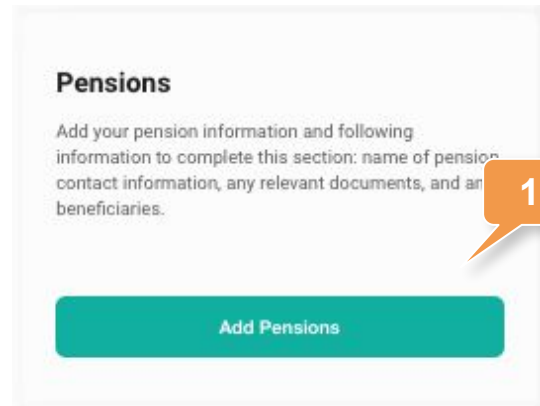 Pensions
Add your pension information and following
information to complete this section: name of pension
contact information, any relevant documents, and
beneficiaries.
1
Add Pensions